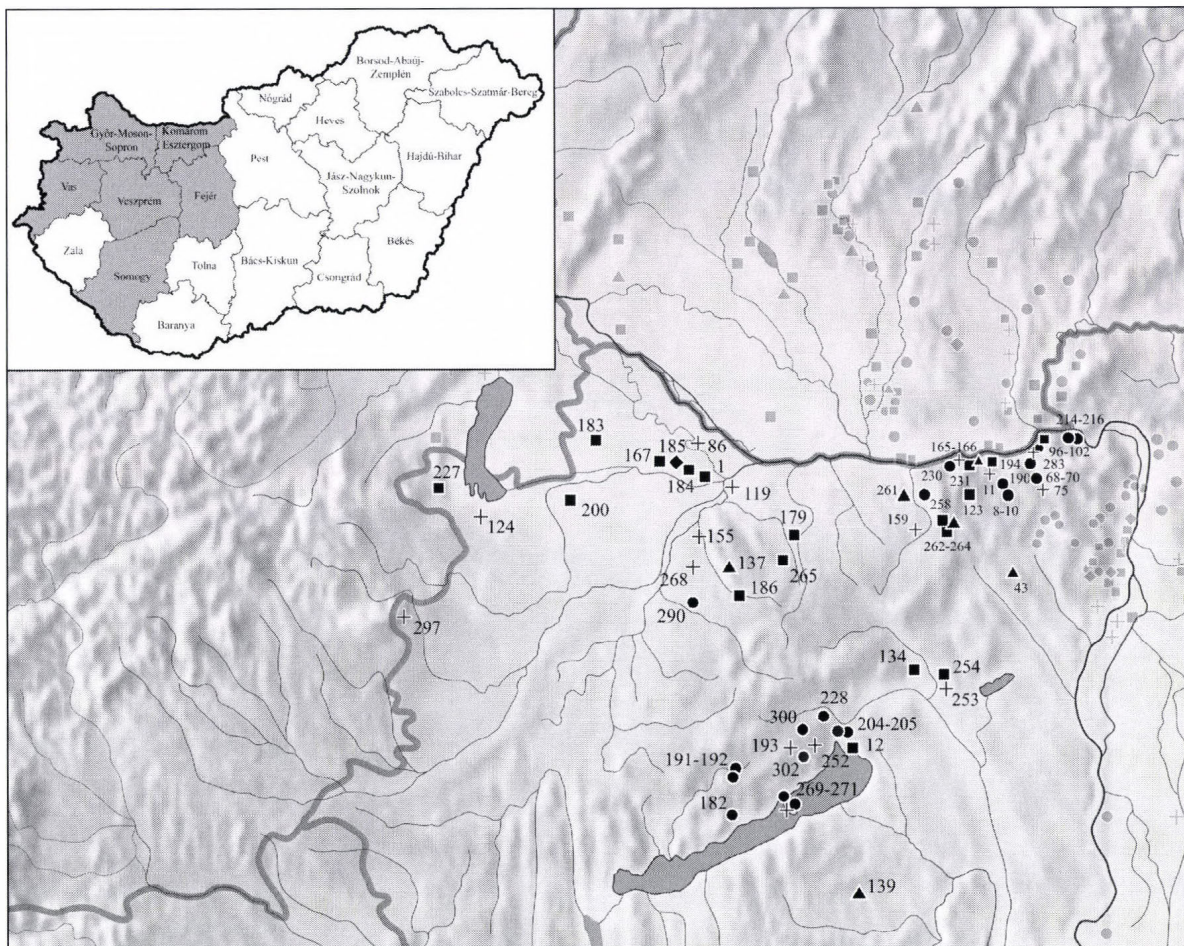 Borsod-Abaúj-
Zemplén
Szabolcs-Szatmár-Bereg
Nógrád
Heves
Győr-Moson-
Sopron
Komárom
Esztergom
Pest
Hajdú-Bihar
Jász-Nagykun-
Szolnok
Vas
Veszprém
Fejér
Zala
Békés
Somogy
Tolna
Bács-Kiskun
Csongrád
Baranya
214-216
183
185
86
165-166
96-102
167
1
194
283
227
184
230
231
190
68-70
119
11
75
200
261
258
123
8-10
124
179
159
155
262-264
137
268
265
43
186
290
297
134
254
253
228
300
204-205
193
12
191-192
302
252
269-271
182
139